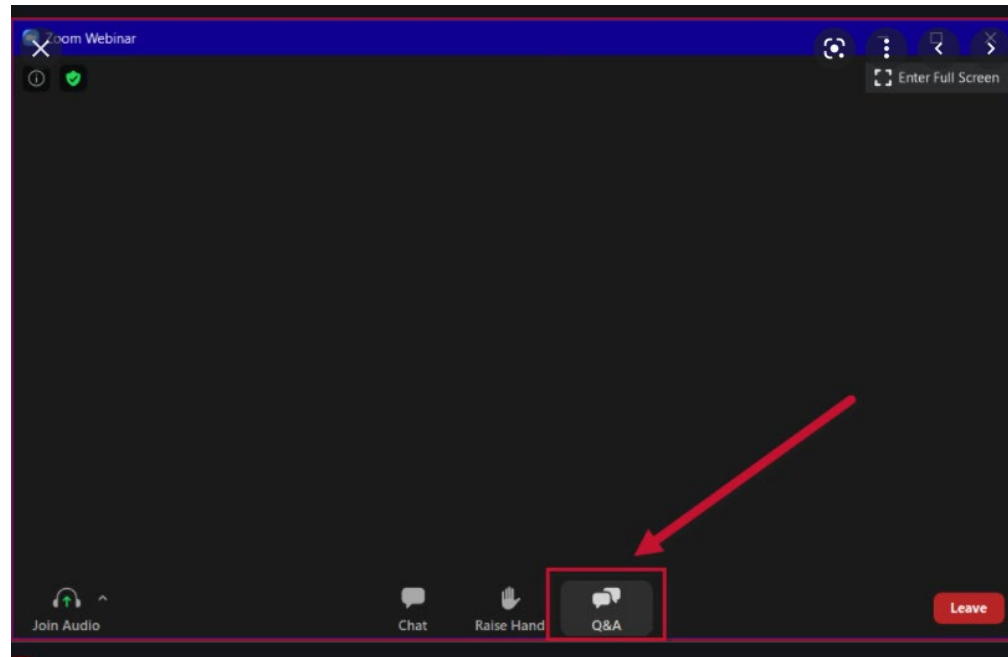 Zoom Webinar
Enter Full Screen
Join Audio
Chat
Raise Hand
Q&A
Leave